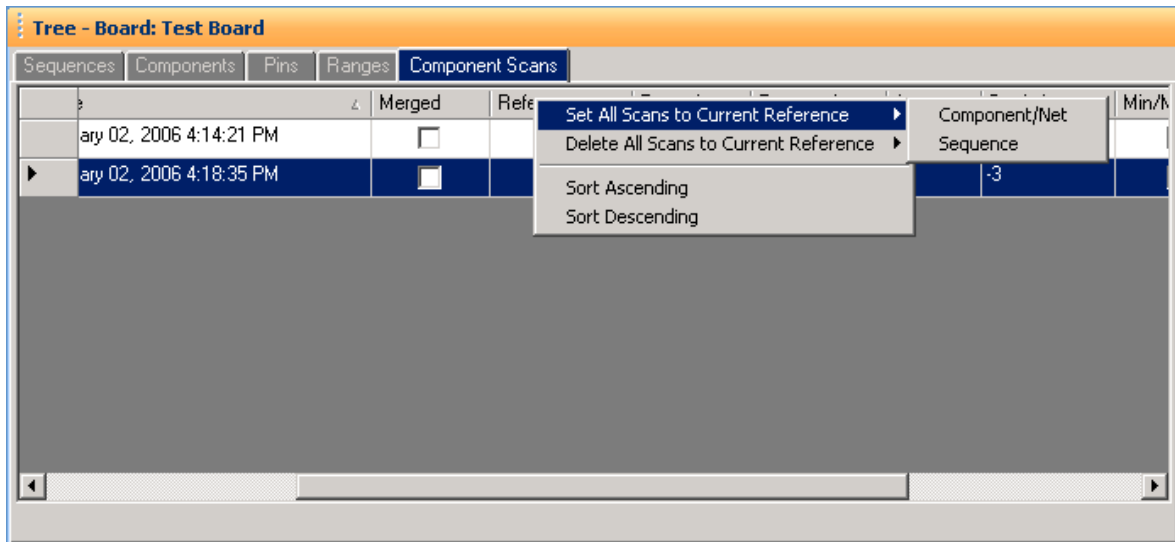 Tree - Board: Test Board
Sequences Components Pins Ranges Component Scans
Merged
ary 02, 2006 4:14:21 PM
ary 02, 2006 4:18:35 PM -3
Set All Scans to Current Reference
Delete All Scans to Current Reference
Sort Ascending
Sort Descending
Component/Net
Sequence